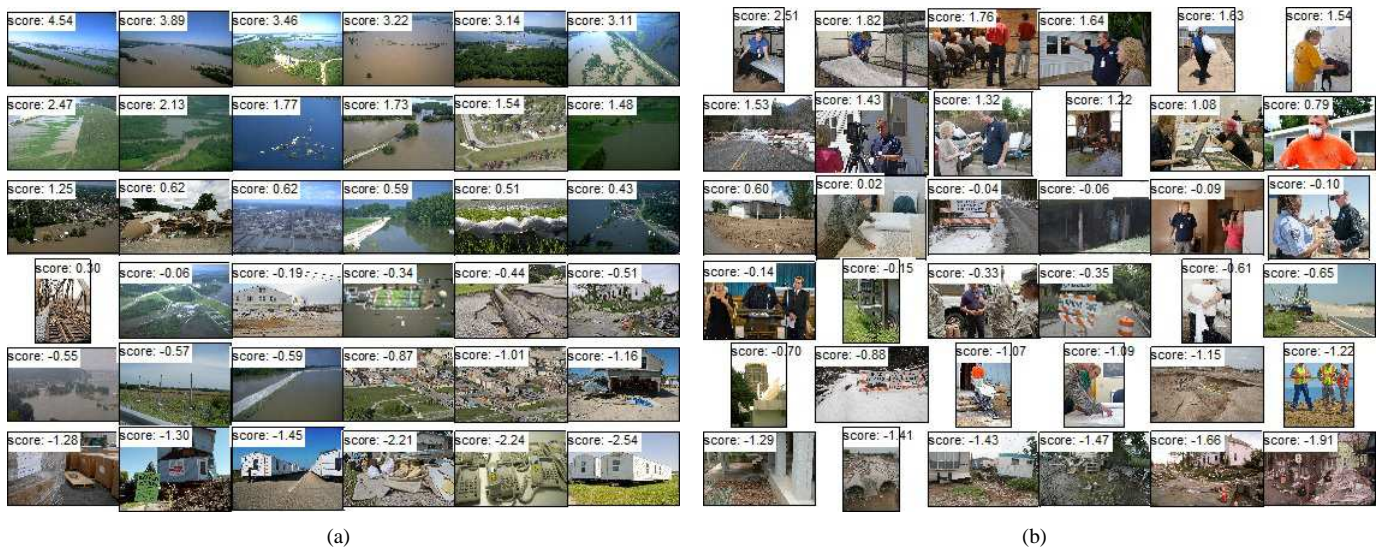 score: 4.54 score: 3.89 score: 3.46 score: 3.22 score: 3.14 score: 3.11
score: 2.47 score: 2.13 score: 1.77 score: 1.73 score: 1.54 score: 1.48
score: 1.25 score: 0.62 score: 0.62 score: 0.59 score: 0.51 score: 0.43
score: 0.30 score: -0.06 score: -0.19 score: -0.34 score: -0.44 score: -0.51
score: -0.55 score: -0.57 score: -0.59 score: -0.87 score: -1.01 score: -1.16
score: -1.28 score: -1.30 score: -1.45 score: -2.21 score: -2.24 score: -2.54
(a)
score: 2.51 score: 1.82 score: 1.76 score: 1.64 score: 1.63 score: 1.54
score: 1.53 score: 1.43 score: 1.32 score: 1.22 score: 1.08 score: 0.79
score: 0.60 score: 0.02 score: -0.04 score: -0.06 score: -0.09 score: -0.10
score: -0.14 score: -0.15 score: -0.33 score: -0.35 score: -0.61 score: -0.65
score: -0.70 score: -0.88 score: -1.07 score: -1.09 score: -1.15 score: -1.22
score: -1.29 score: -1.41 score: -1.43 score: -1.47 score: -1.66 score: -1.91
(b)